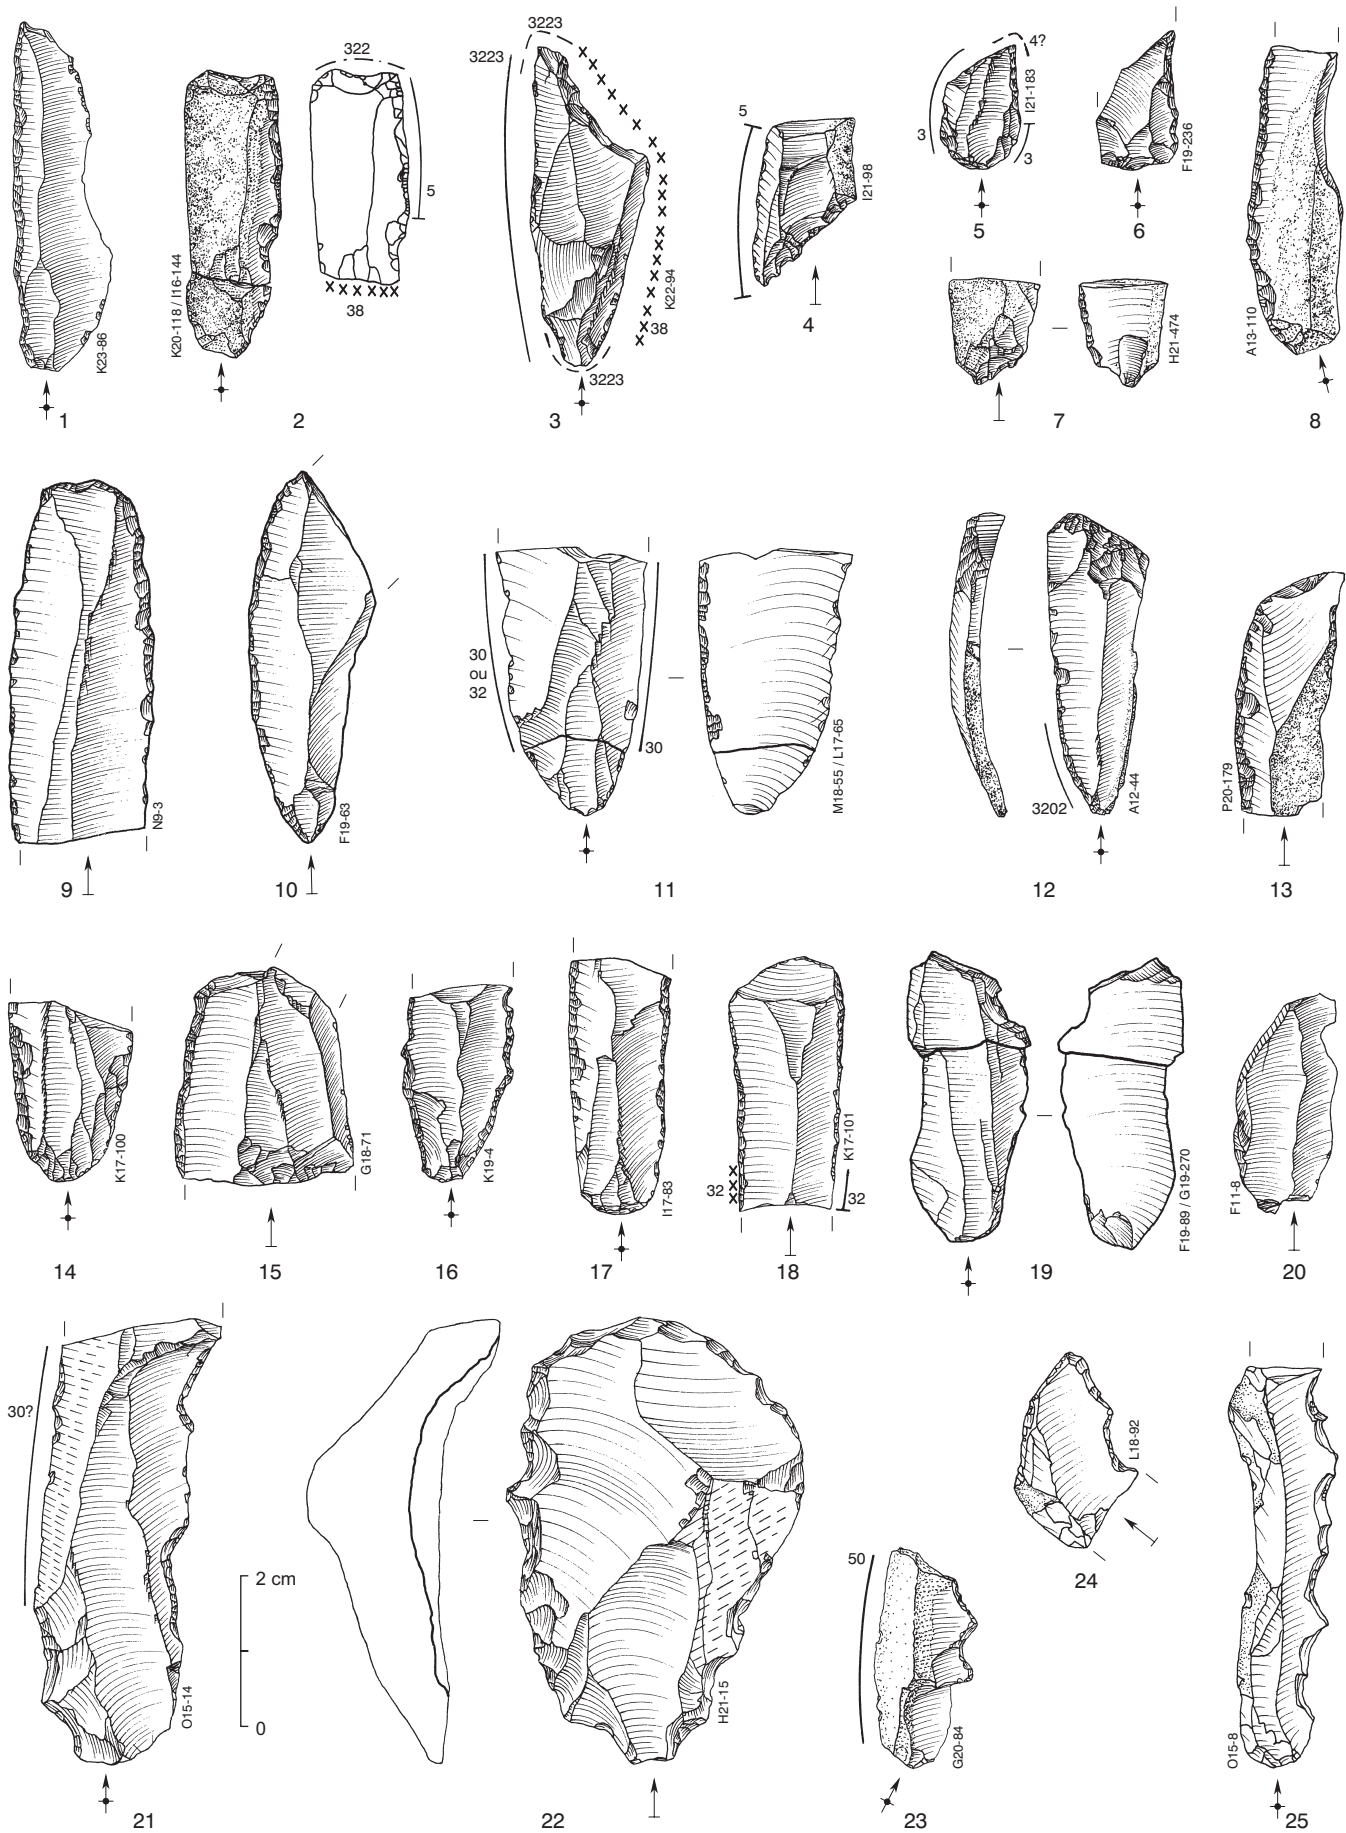 K23-86
1
K20-118 / I16-144
322
5
38
2
3223
3223
K22-94
38
3223
3
5
I21-98
4
4?
I21-183
3
3
5
F19-236
6
H21-474
7
A13-110
8
N9-3
9
F19-63
10
30
ou
32
30
M18-55 / L17-65
11
3202
A12-44
12
P20-179
13
K17-100
14
G18-71
15
K19-4
16
I17-83
17
K17-101
32
32
18
F19-89 / G19-270
19
F11-8
20
30?
O15-14
21
2 cm
0
H21-15
22
50
G20-84
23
L18-92
24
O15-8
25